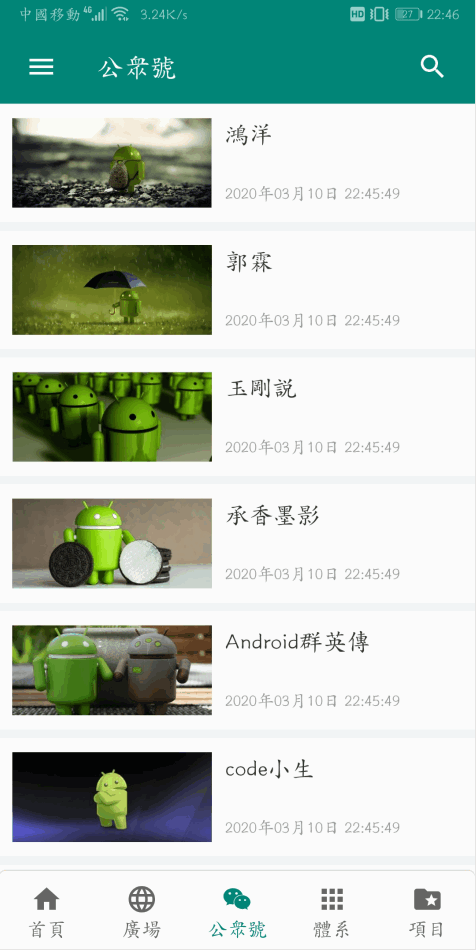 中國移動 4G 3.24K/s HD 27 22:46
公眾號
鴻洋
2020年03月10日 22:45:49
郭霖
2020年03月10日 22:45:49
玉剛説
2020年03月10日 22:45:49
承香墨影
2020年03月10日 22:45:49
Android群英傳
2020年03月10日 22:45:49
code小生
2020年03月10日 22:45:49
首頁 廣場 公眾號 體系 項目